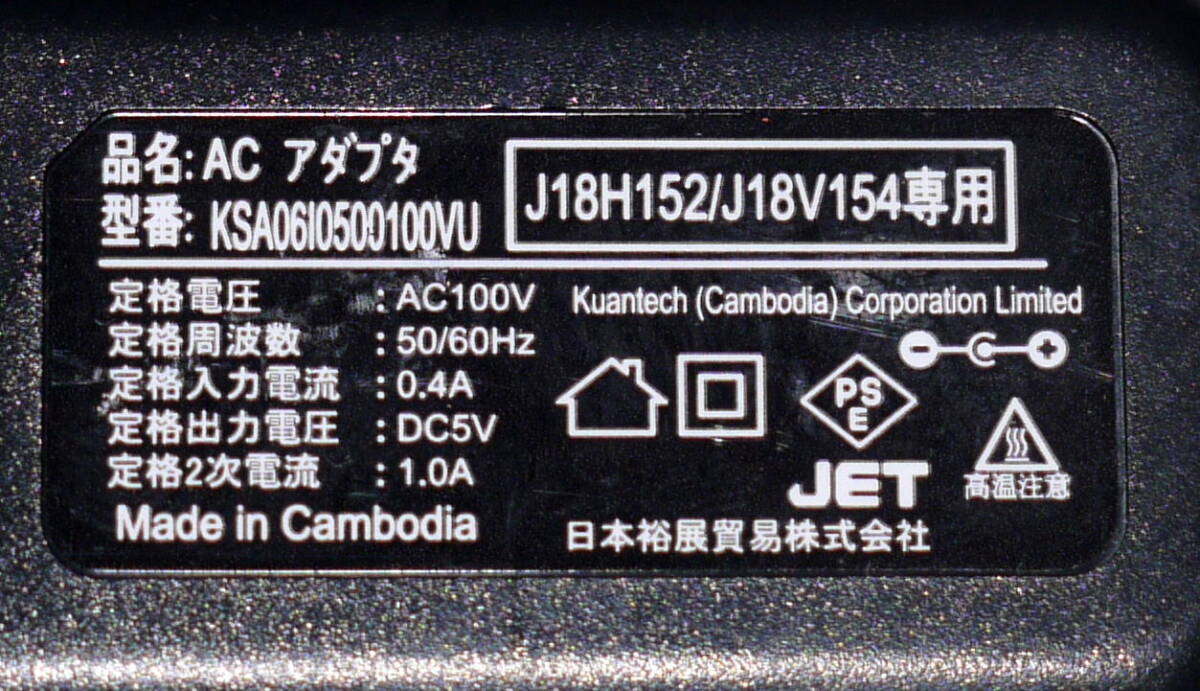 品名: AC アダプタ
型番: KSA06I0500100VU
J18H152/J18V154専用
定格電圧 : AC100V
定格周波数 : 50/60Hz
定格入力電流 : 0.4A
定格出力電圧 : DC5V
定格2次電流 : 1.0A
Made in Cambodia
Kuantech (Cambodia) Corporation Limited
PS
E
JET
高温注意
日本裕展貿易株式会社